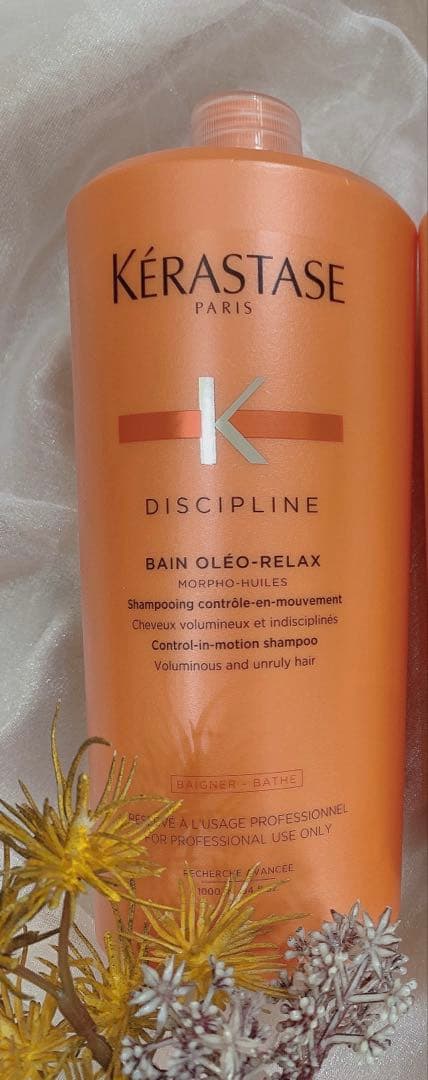 KÉRASTASE
PARIS
K
DISCIPLINE
BAIN OLÉO-RELAX
MORPHO-HUILES
Shampooing contrôle-en-mouvement
Cheveux volumineux et indisciplinés
Control-in-motion shampoo
Voluminous and unruly hair
BAIGNER - BATHE
À L'USAGE PROFESSIONNEL
FOR PROFESSIONAL USE ONLY
RECHERCHE AVANCÉE
1000